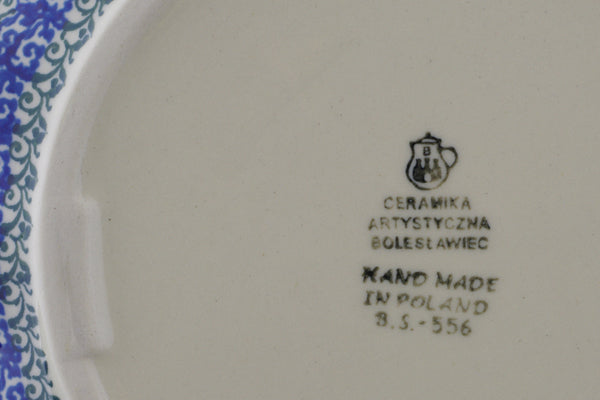 B
CERAMIKA
ARTYSTYCZNA
BOLESŁAWIEC
HAND MADE
IN POLAND
B.S.-556